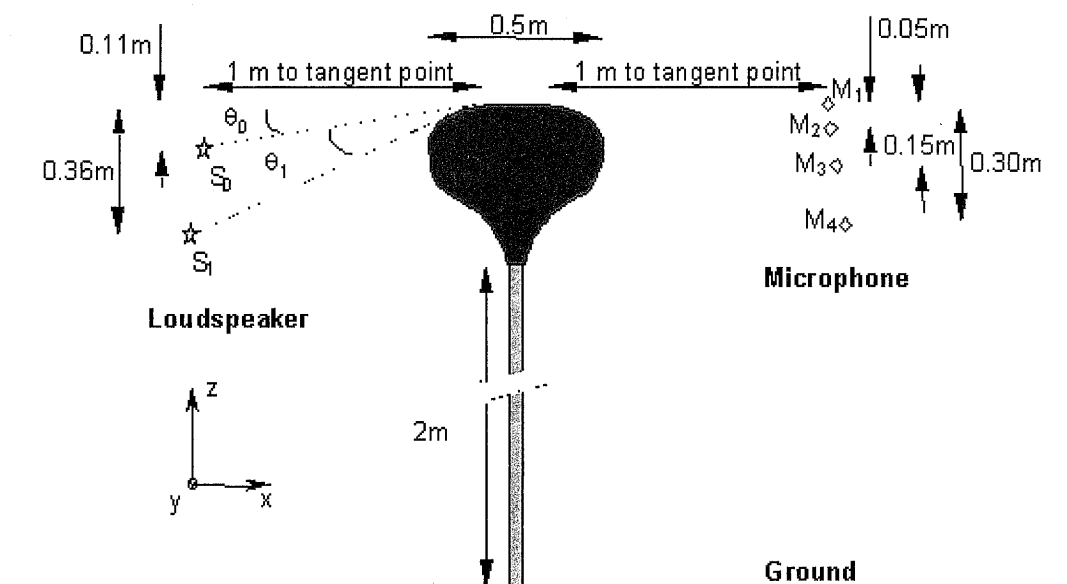 0.5m
0.11m
0.05m
1 m to tangent point
1 m to tangent point
M1
θ0
M2
0.15m
0.36m
θ1
M3
0.30m
S0
M4
S1
Microphone
Loudspeaker
z
2m
y
x
Ground